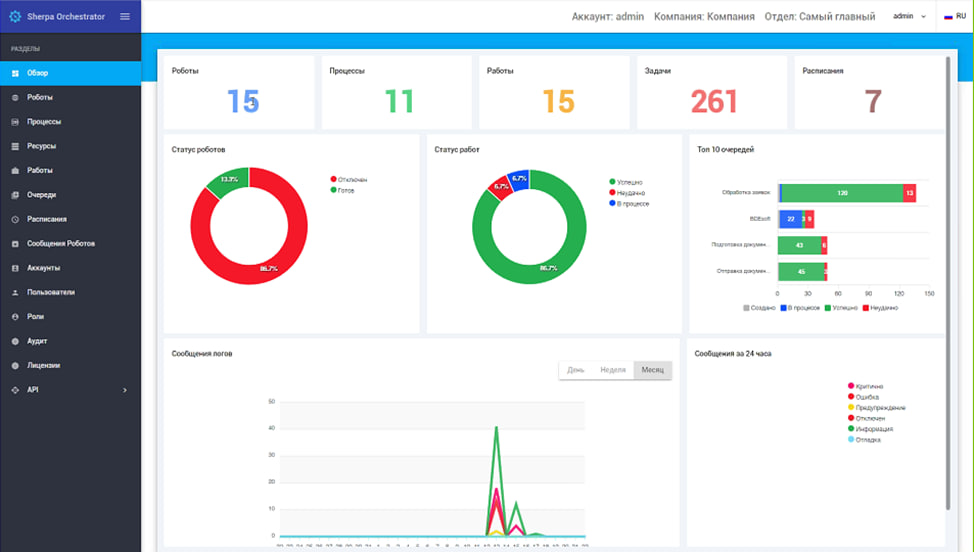 Sherpa Orchestrator
Аккаунт: admin Компания: Компания Отдел: Самый главный admin RU
РАЗДЕЛЫ
Обзор
Роботы
Процессы
Ресурсы
Работы
Очереди
Расписания
Сообщения Роботов
Аккаунты
Пользователи
Роли
Аудит
Лицензии
API
Роботы Процессы Работы Задачи Расписания
15 11 15 261 7
Статус роботов
13.3%
86.7%
Отключен
Готов
Статус работ
6.7%
6.7%
86.7%
Успешно
Неудачно
В процессе
Топ 10 очередей
Обработка заявок 120 13
22 3 9
Подготовка докумен... 43 6
Отправка докумен... 45
0 30 60 90 120 150
Создано В процессе Успешно Неудачно
Сообщения логов
День Неделя Месяц
50
40
30
20
10
0
Сообщения за 24 часа
Критично
Ошибка
Предупреждение
Отключен
Информация
Отладка